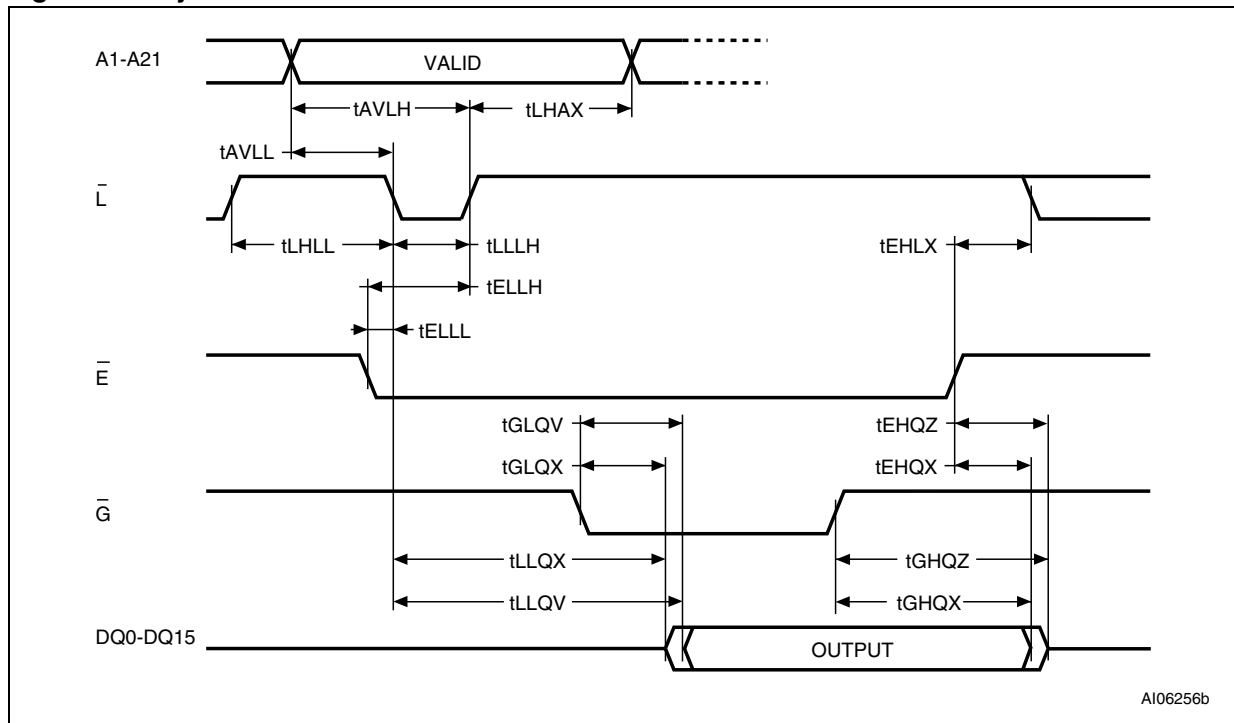 A1-A21
VALID
tAVLH
tLHAX
tAVLL
L̅
tLHLL
tLLLH
tEHLX
tELLH
tELLL
E̅
tGLQV
tEHQZ
tGLQX
tEHQX
G̅
tLLQX
tGHQZ
tLLQV
tGHQX
DQ0-DQ15
OUTPUT
AI06256b